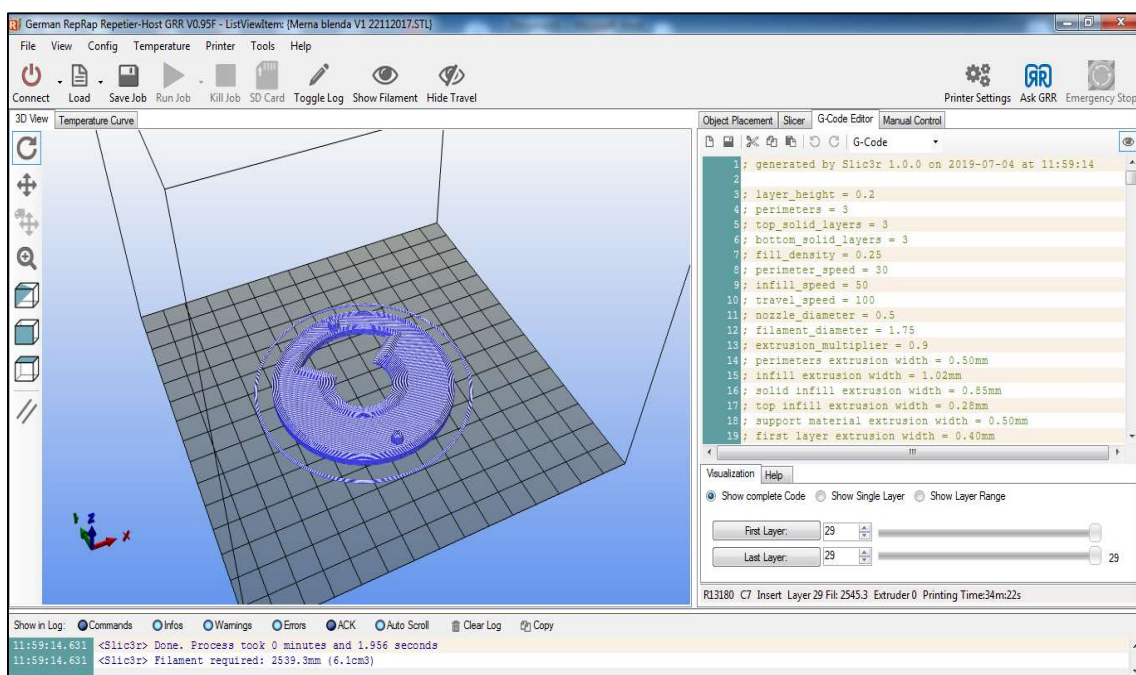 German RepRap Repetier-Host GRR V0.95F - ListViewItem: {Merna blenda V1 22112017.STL}
File View Config Temperature Printer Tools Help
Connect Load Save Job Run Job Kill Job SD Card Toggle Log Show Filament Hide Travel Printer Settings Ask GRR Emergency Stop
3D View Temperature Curve
Object Placement Slicer G-Code Editor Manual Control
G-Code
1 ; generated by Slic3r 1.0.0 on 2019-07-04 at 11:59:14
2
3 ; layer_height = 0.2
4 ; perimeters = 3
5 ; top_solid_layers = 3
6 ; bottom_solid_layers = 3
7 ; fill_density = 0.25
8 ; perimeter_speed = 30
9 ; infill_speed = 50
10 ; travel_speed = 100
11 ; nozzle_diameter = 0.5
12 ; filament_diameter = 1.75
13 ; extrusion_multiplier = 0.9
14 ; perimeters extrusion width = 0.50mm
15 ; infill extrusion width = 1.02mm
16 ; solid infill extrusion width = 0.85mm
17 ; top infill extrusion width = 0.28mm
18 ; support material extrusion width = 0.50mm
19 ; first layer extrusion width = 0.40mm
Visualization Help
Show complete Code Show Single Layer Show Layer Range
First Layer: 29
Last Layer: 29 29
R13180 C7 Insert Layer 29 Fil: 2545.3 Extruder 0 Printing Time:34m:22s
X
Show in Log: Commands Infos Warnings Errors ACK Auto Scroll Clear Log Copy
11:59:14.631 <Slic3r> Done. Process took 0 minutes and 1.956 seconds
11:59:14.631 <Slic3r> Filament required: 2539.3mm (6.1cm3)